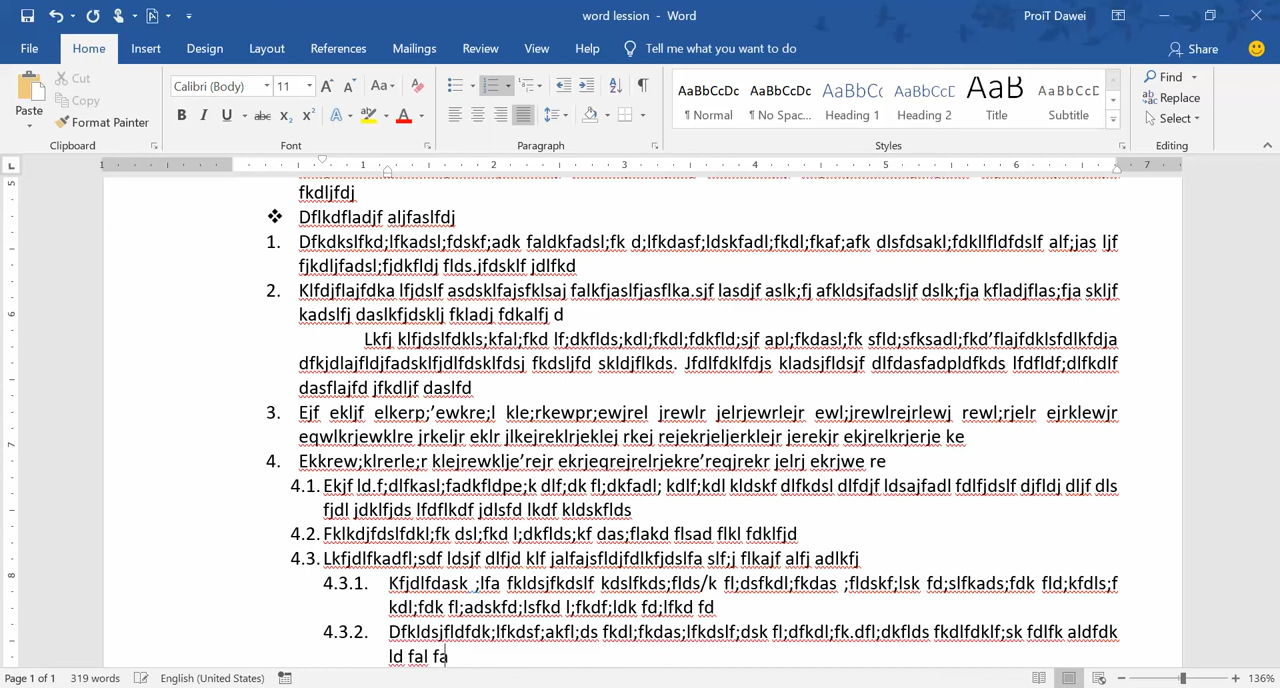 word lession - Word
ProiT Dawei
File Home Insert Design Layout References Mailings Review View Help Tell me what you want to do Share
Paste
Cut
Copy
Format Painter
Clipboard
Calibri (Body) 11
Font
Paragraph
AaBbCcDc AaBbCcDc AaBbCc AaBbCcD AaB AaBbCcD
¶ Normal ¶ No Spac... Heading 1 Heading 2 Title Subtitle
Styles
Find
Replace
Select
Editing
1 1 2 3 4 5 6 7
fkdljfdj
❖ Dflkdfladjf aljfaslfdj
1. Dfkdkslfkd;lfkadsl;fdskf;adk faldkfadsl;fk d;lfkdasf;ldskfadl;fkdl;fkaf;afk dlsfdsakl;fdkllfldfdslf alf;jas ljf
fjkdljfadsl;fjdkfldj flds.jfdsklf jdlfkd
2. Klfdjflajfdka lfjdslf asdsklfajsfklsaj falkfjaslfjasflka.sjf lasdjf aslk;fj afkldsjfadsljf dslk;fja kfladjflas;fja skljf
kadslfj daslkfjdsklj fkladj fdkalfj d
Lkfj klfjdslfdkls;kfal;fkd lf;dkflds;kdl;fkdl;fdkfld;sjf apl;fkdasl;fk sfld;sfksadl;fkd’flajfdklsfdlkfdja
dfkjdlajfldjfadsklfjdlfdsklfdsj fkdsljfd skldjflkds. Jfdlfdklfdjs kladsjfldsjf dlfdasfadpldfkds lfdfldf;dlfkdlf
dasflajfd jfkdljf daslfd
3. Ejf ekljf elkerp;’ewkre;l kle;rkewpr;ewjrel jrewlr jelrjewrlejr ewl;jrewlrejrlewj rewl;rjelr ejrklewjr
eqwlkrjewklre jrkeljr eklr jlkejreklrjeklej rkej rejekrjeljerklejr jerekjr ekjrelkrjerje ke
4. Ekkrew;klrerle;r klejrewklje’rejr ekrjeqrejrelrjekre’reqjrekr jelrj ekrjwe re
4.1. Ekjf ld.f;dlfkasl;fadkfldpe;k dlf;dk fl;dkfadl; kdlf;kdl kldskf dlfkdsl dlfdjf ldsajfadl fdlfjdslf djfldj dljf dls
fjdl jdklfjds lfdflkdf jdlsfd lkdf kldskflds
4.2. Fklkdjfdslfdkl;fk dsl;fkd l;dkflds;kf das;flakd flsad flkl fdklfjd
4.3. Lkfjdlfkadfl;sdf ldsjf dlfjd klf jalfajsfldjfdlkfjdslfa slf;j flkajf alfj adlkfj
4.3.1. Kfjdlfdask ;lfa fkldsjfkdslf kdslfkds;flds/k fl;dsfkdl;fkdas ;fldskf;lsk fd;slfkads;fdk fld;kfdls;f
kdl;fdk fl;adskfd;lsfkd l;fkdf;ldk fd;lfkd fd
4.3.2. Dfkldsjfldfdk;lfkdsf;akfl;ds fkdl;fkdas;lfkdslf;dsk fl;dfkdl;fk.dfl;dkflds fkdlfdklf;sk fdlfk aldfdk
ld fal fa
Page 1 of 1 319 words English (United States) 136%